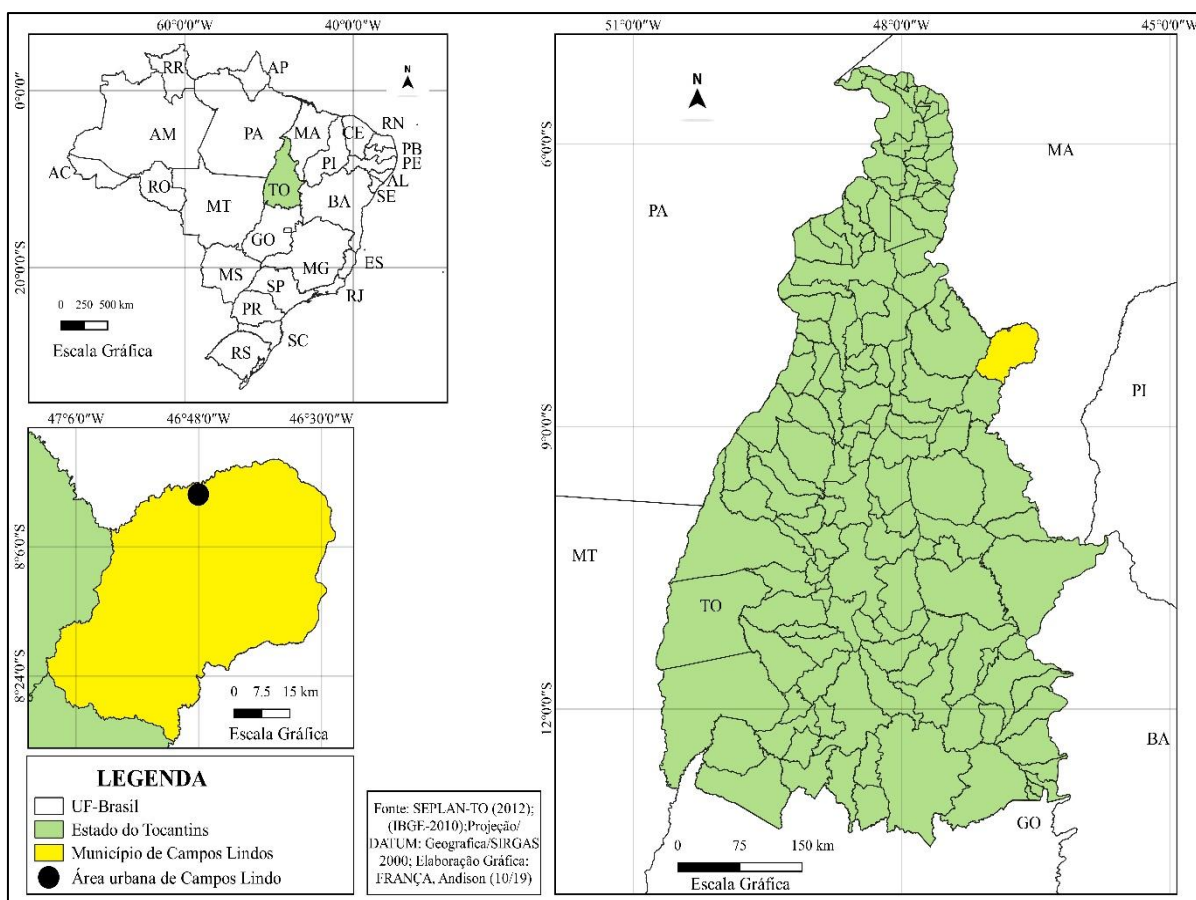 60°0'0"W 40°0'0"W
0°0'0"
20°0'0"S
N
RR
AP
AM
PA
MA
CE
RN
PB
PE
AL
SE
PI
AC
RO
TO
BA
MT
GO
MS
MG
ES
SP
RJ
PR
SC
RS
0 250 500 km
Escala Gráfica
47°6'0"W 46°48'0"W 46°30'0"W
8°6'0"S
8°24'0"S
0 7.5 15 km
Escala Gráfica
LEGENDA
UF-Brasil
Estado do Tocantins
Município de Campos Lindos
Área urbana de Campos Lindo
Fonte: SEPLAN-TO (2012);
(IBGE-2010);Projeção/
DATUM: Geografica/SIRGAS
2000; Elaboração Gráfica:
FRANÇA, Andison (10/19)
51°0'0"W 48°0'0"W 45°0'0"W
6°0'0"S
9°0'0"S
12°0'0"S
N
PA
MA
PI
MT
TO
BA
GO
0 75 150 km
Escala Gráfica